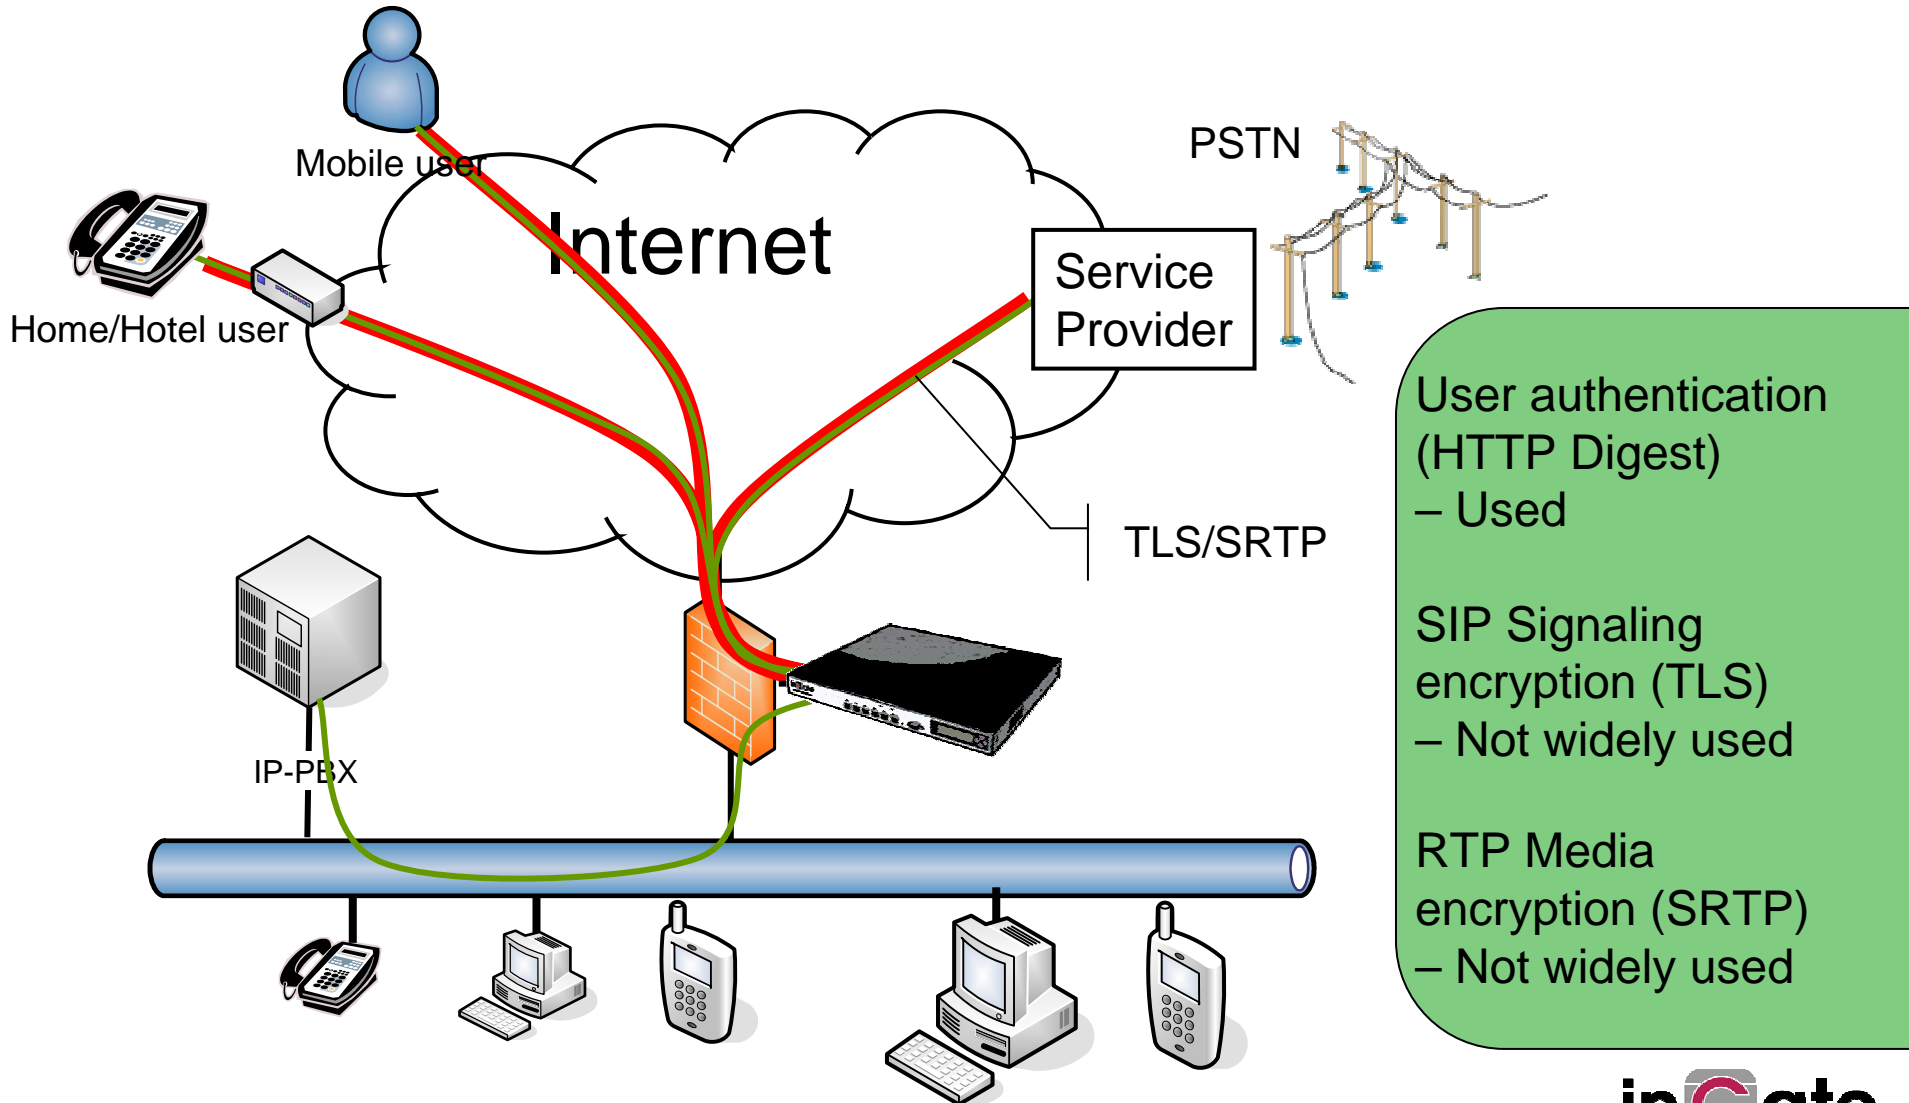 Mobile user
PSTN
Internet
Service
Provider
Home/Hotel user
TLS/SRTP
IP-PBX
User authentication
(HTTP Digest)
– Used
SIP Signaling
encryption (TLS)
– Not widely used
RTP Media
encryption (SRTP)
– Not widely used
inGate